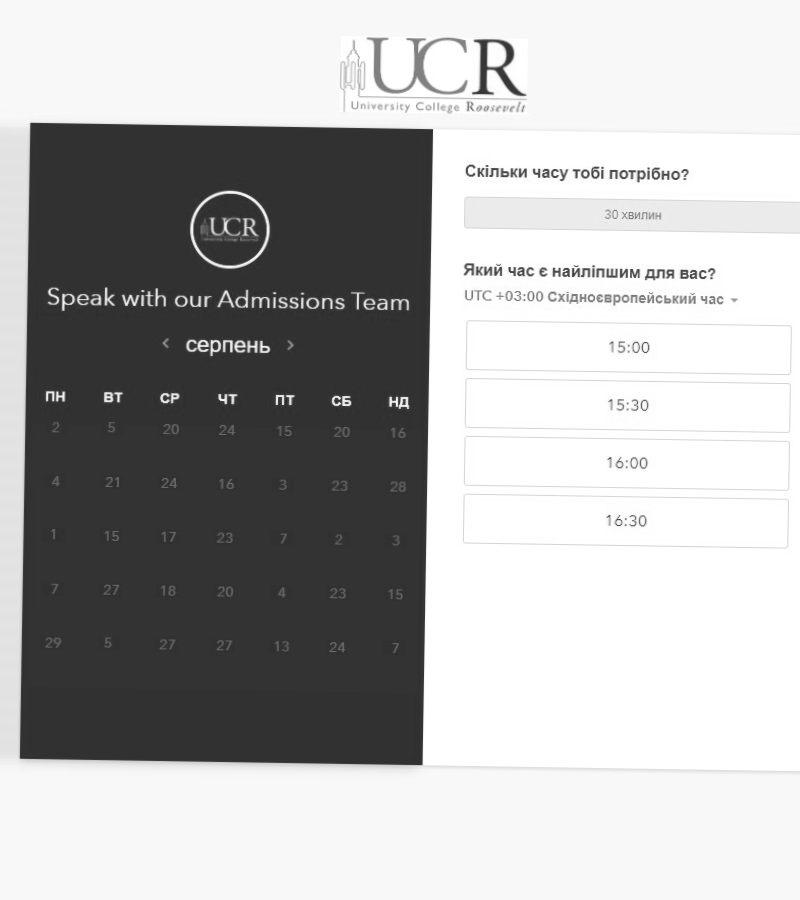 UCR
University College Roosevelt
UCR
Speak with our Admissions Team
серпень
ПН ВТ СР ЧТ ПТ СБ НД
2 5 20 24 15 20 16
4 21 24 16 3 23 28
1 15 17 23 7 2 3
7 27 18 20 4 23 15
29 5 27 27 13 24 7
Скільки часу тобі потрібно?
30 хвилин
Який час є найліпшим для вас?
UTC +03:00 Східноєвропейський час
15:00
15:30
16:00
16:30